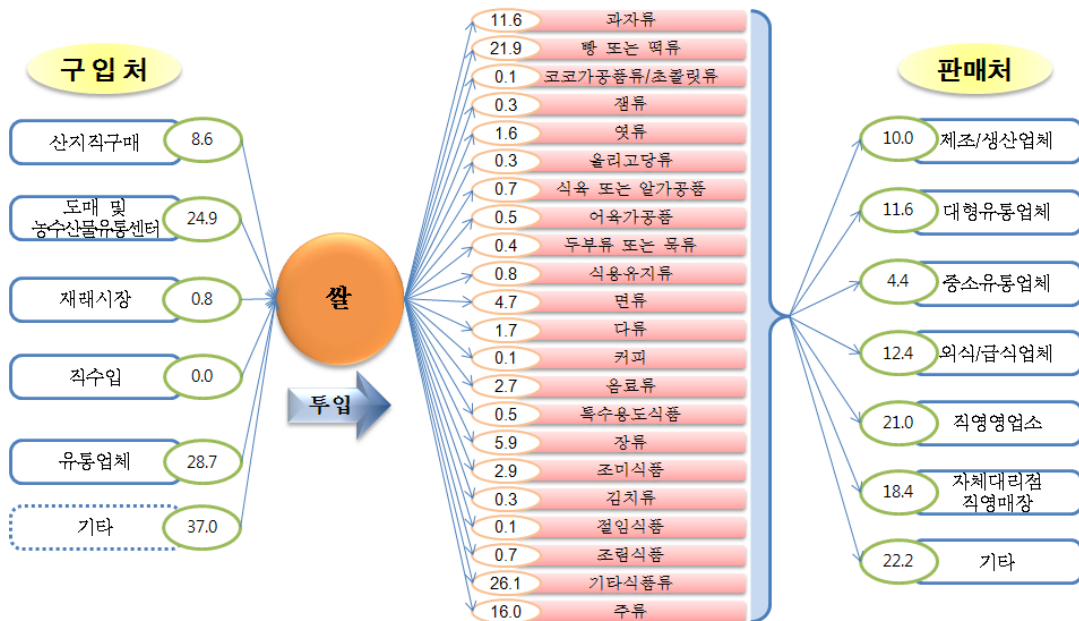 구입처
산지직구매
8.6
도매 및
농수산물유통센터
24.9
재래시장
0.8
직수입
0.0
유통업체
28.7
기타
37.0
쌀
투입
11.6 과자류
21.9 빵 또는 떡류
0.1 코코가공품류/초콜릿류
0.3 잼류
1.6 엿류
0.3 올리고당류
0.7 식육 또는 알가공품
0.5 어육가공품
0.4 두부류 또는 묵류
0.8 식용유지류
4.7 면류
1.7 다류
0.1 커피
2.7 음료류
0.5 특수용도식품
5.9 장류
2.9 조미식품
0.3 김치류
0.1 절임식품
0.7 조림식품
26.1 기타식품류
16.0 주류
판매처
10.0 제조/생산업체
11.6 대형유통업체
4.4 중소유통업체
12.4 외식/급식업체
21.0 직영영업소
18.4
자체대리점
직영매장
22.2 기타